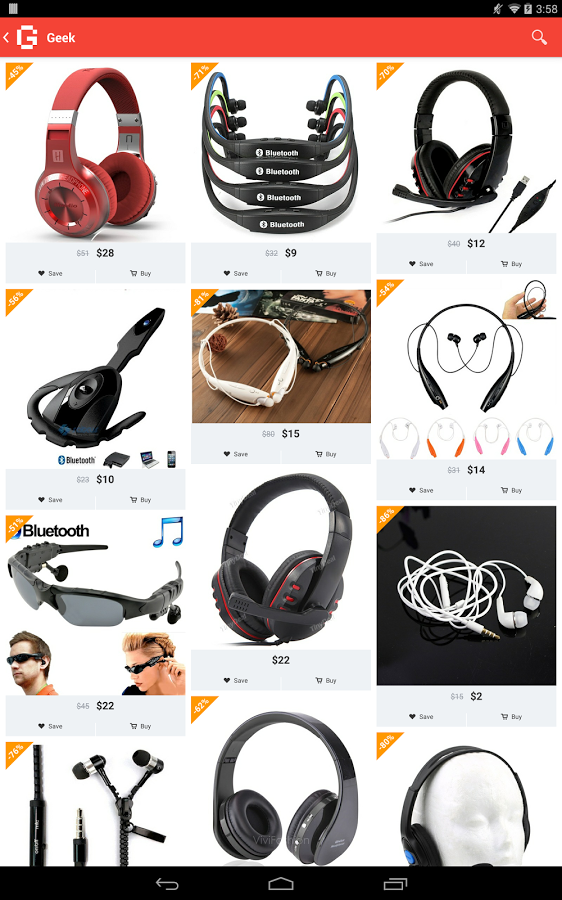 3:58
G Geek
-45%
$51 $28
Save Buy
-71%
Bluetooth
Bluetooth
Bluetooth
Bluetooth
$32 $9
Save Buy
-70%
$40 $12
Save Buy
-56%
Bluetooth
$23 $10
Save Buy
-81%
$80 $15
Save Buy
-54%
$31 $14
Save Buy
-51%
Bluetooth
$45 $22
Save Buy
$22
Save Buy
-86%
$15 $2
Save Buy
-76%
-62%
-80%